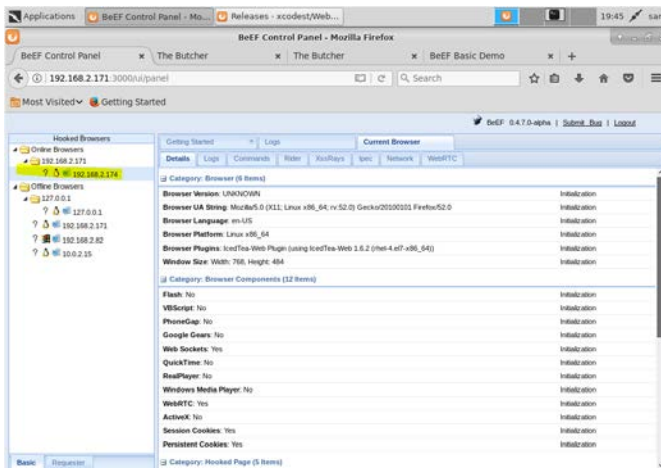 Applications
BeEF Control Panel - Mo...
Releases - xcodest/Web...
19:45
BeEF Control Panel - Mozilla Firefox
BeEF Control Panel
The Butcher
The Butcher
BeEF Basic Demo
192.168.2.171:3000/ui/panel
Search
Most Visited
Getting Started
BeEF 0.4.7.0-alpha | Submit Bug | Logout
Hooked Browsers
Online Browsers
192.168.2.171
? 192.168.2.174
Offline Browsers
127.0.0.1
? 127.0.0.1
? 192.168.2.171
? 192.168.2.82
? 10.0.2.15
Basic
Requester
Getting Started
Logs
Current Browser
Details
Logs
Commands
Rider
XssRays
Ipec
Network
WebRTC
Category: Browser (6 Items)
Browser Version: UNKNOWN Initialization
Browser UA String: Mozilla/5.0 (X11; Linux x86_64; rv:52.0) Gecko/20100101 Firefox/52.0 Initialization
Browser Language: en-US Initialization
Browser Platform: Linux x86_64 Initialization
Browser Plugins: IcedTea-Web Plugin (using IcedTea-Web 1.6.2 (rhel-4.el7-x86_64)) Initialization
Window Size: Width: 768, Height: 484 Initialization
Category: Browser Components (12 Items)
Flash: No Initialization
VBScript: No Initialization
PhoneGap: No Initialization
Google Gears: No Initialization
Web Sockets: Yes Initialization
QuickTime: No Initialization
RealPlayer: No Initialization
Windows Media Player: No Initialization
WebRTC: Yes Initialization
ActiveX: No Initialization
Session Cookies: Yes Initialization
Persistent Cookies: Yes Initialization
Category: Hooked Page (5 Items)